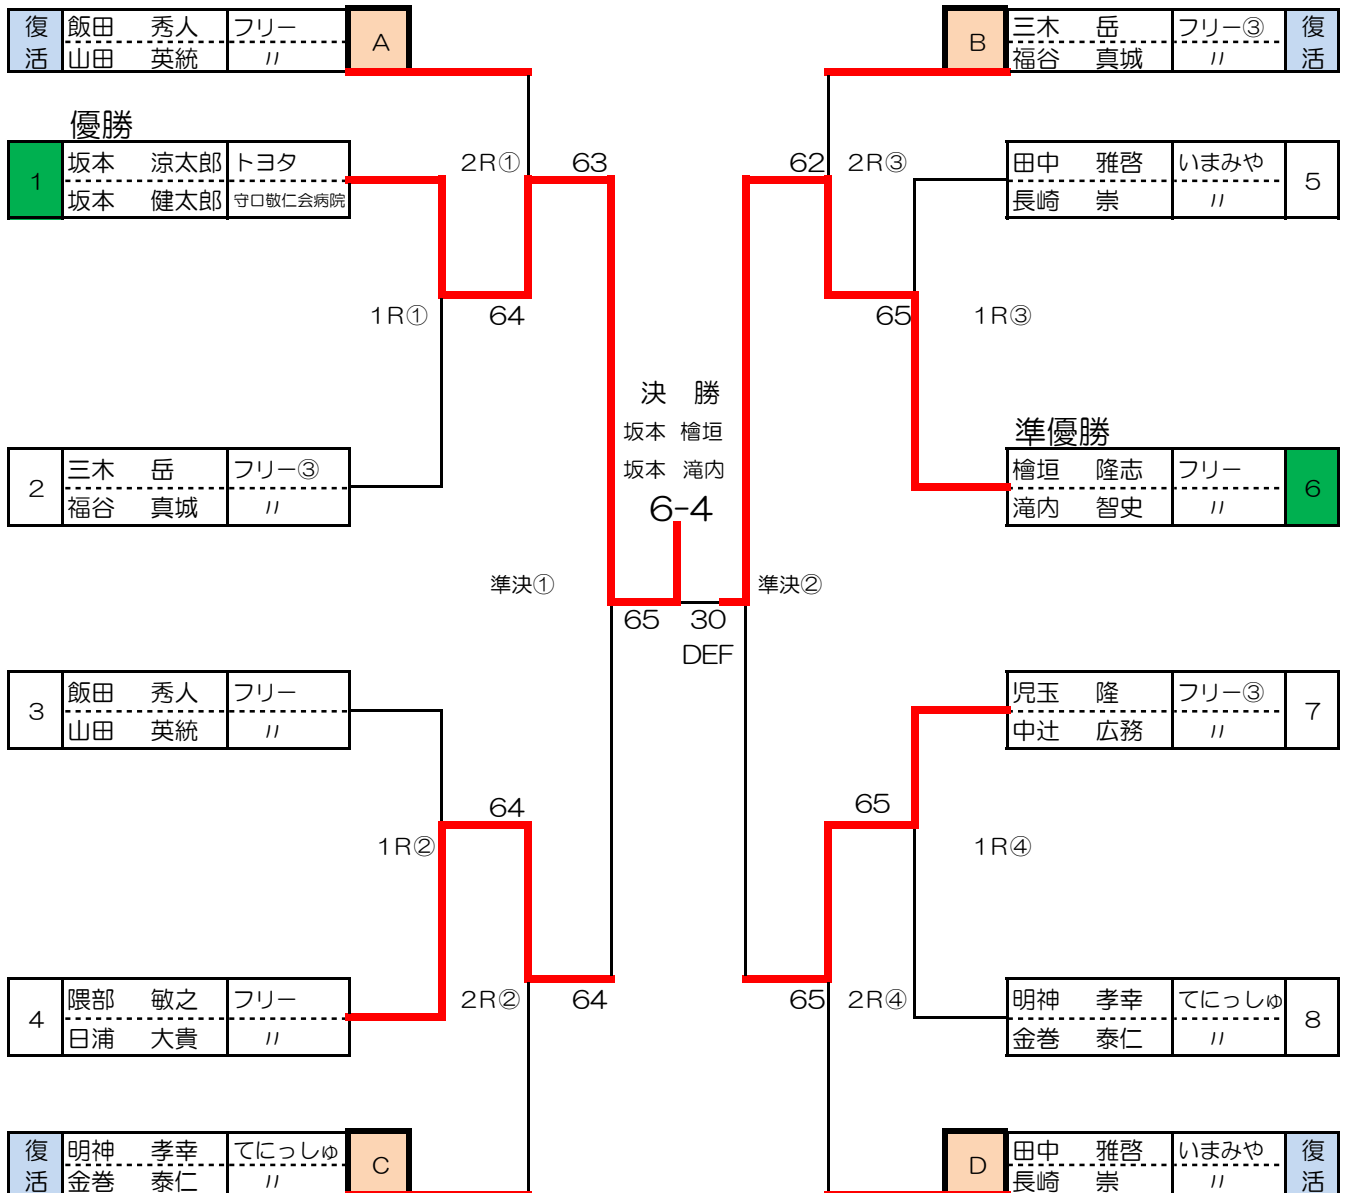 復活 飯田 秀人 フリー A
山田 英統 〃
B 三木 岳 フリー③ 復活
福谷 真城 〃
優勝
1 坂本 涼太郎 トヨタ
坂本 健太郎 守口敬仁会病院
2R① 63
62 2R③
田中 雅啓 いまみや 5
長崎 崇 〃
1R① 64
65 1R③
決 勝
坂本 檜垣
坂本 滝内
6-4
準優勝
2 三木 岳 フリー③
福谷 真城 〃
檜垣 隆志 フリー 6
滝内 智史 〃
準決① 準決②
65 30
DEF
3 飯田 秀人 フリー
山田 英統 〃
児玉 隆 フリー③ 7
中辻 広務 〃
64
1R②
65
1R④
4 隈部 敏之 フリー
日浦 大貴 〃
2R② 64
65 2R④
明神 孝幸 てにっしゅ 8
金巻 泰仁 〃
復活 明神 孝幸 てにっしゅ C
金巻 泰仁 〃
D 田中 雅啓 いまみや 復活
長崎 崇 〃